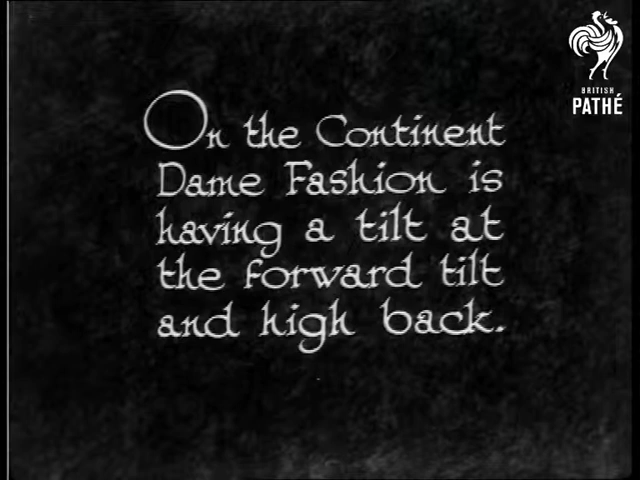 BRITISH
PATHÉ
On the Continent
Dame Fashion is
having a tilt at
the forward tilt
and high back.